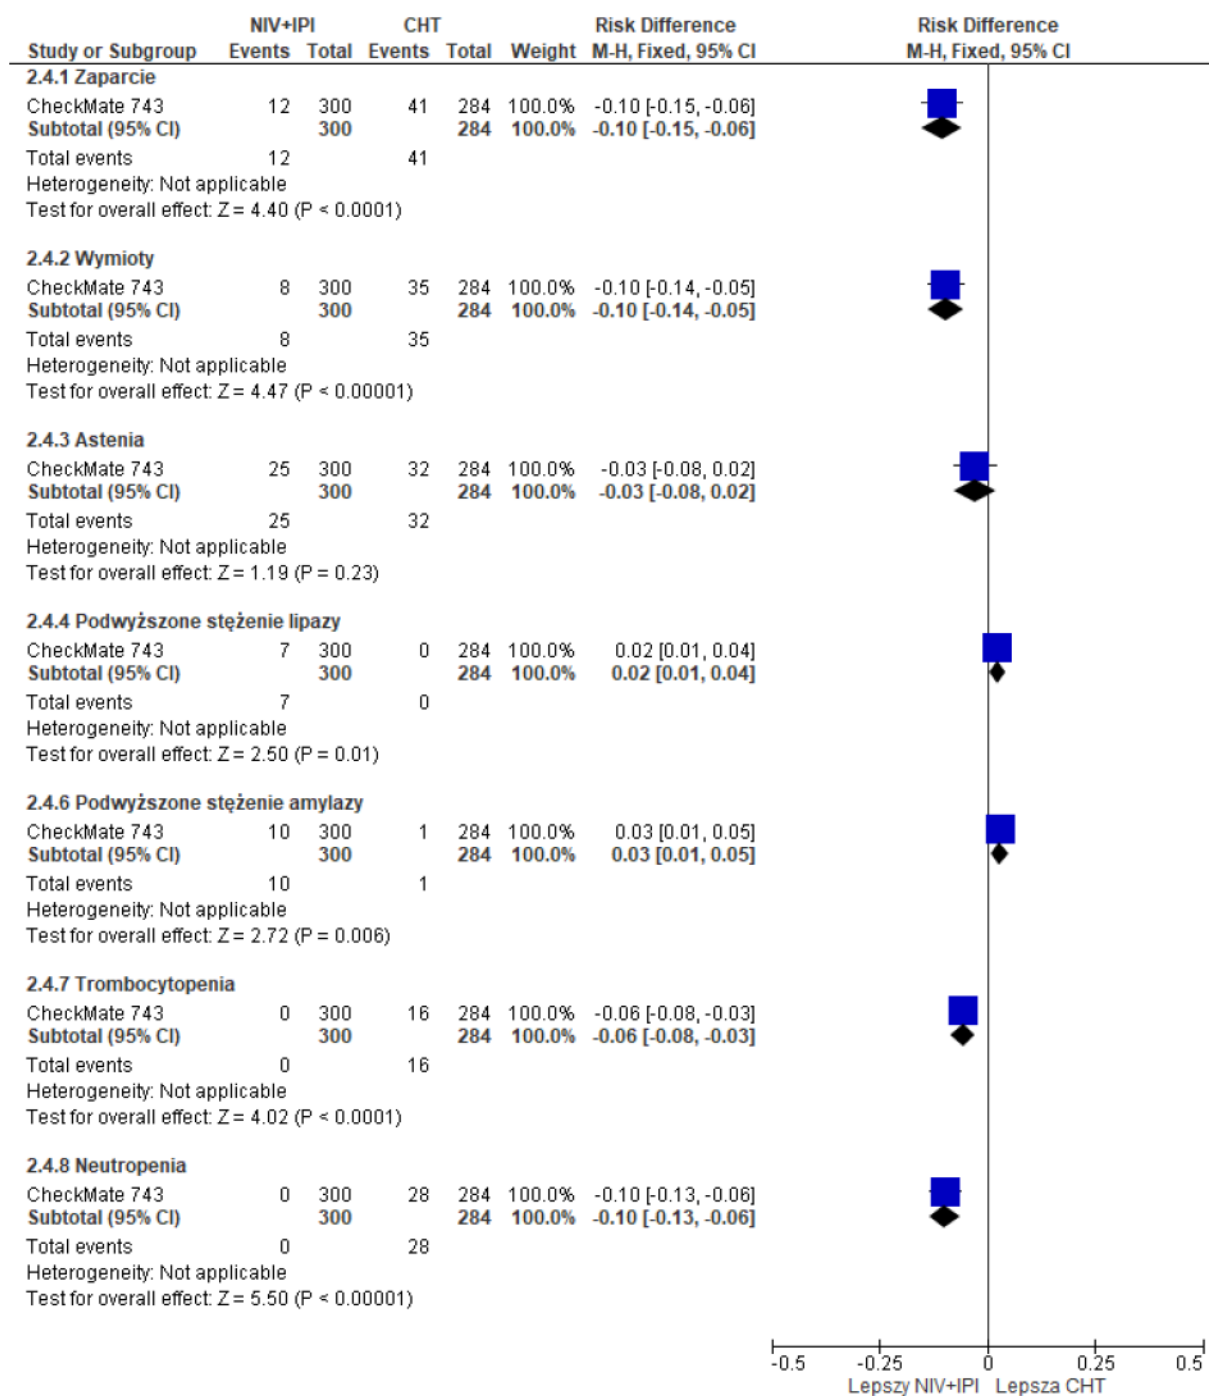 NIV+IPI CHT Risk Difference Risk Difference
Study or Subgroup Events Total Events Total Weight M-H, Fixed, 95% CI M-H, Fixed, 95% CI
2.4.1 Zaparcie
CheckMate 743 12 300 41 284 100.0% -0.10 [-0.15, -0.06]
Subtotal (95% CI) 300 284 100.0% -0.10 [-0.15, -0.06]
Total events 12 41
Heterogeneity: Not applicable
Test for overall effect: Z = 4.40 (P < 0.0001)
2.4.2 Wymioty
CheckMate 743 8 300 35 284 100.0% -0.10 [-0.14, -0.05]
Subtotal (95% CI) 300 284 100.0% -0.10 [-0.14, -0.05]
Total events 8 35
Heterogeneity: Not applicable
Test for overall effect: Z = 4.47 (P < 0.00001)
2.4.3 Astenia
CheckMate 743 25 300 32 284 100.0% -0.03 [-0.08, 0.02]
Subtotal (95% CI) 300 284 100.0% -0.03 [-0.08, 0.02]
Total events 25 32
Heterogeneity: Not applicable
Test for overall effect: Z = 1.19 (P = 0.23)
2.4.4 Podwyższone stężenie lipazy
CheckMate 743 7 300 0 284 100.0% 0.02 [0.01, 0.04]
Subtotal (95% CI) 300 284 100.0% 0.02 [0.01, 0.04]
Total events 7 0
Heterogeneity: Not applicable
Test for overall effect: Z = 2.50 (P = 0.01)
2.4.6 Podwyższone stężenie amylazy
CheckMate 743 10 300 1 284 100.0% 0.03 [0.01, 0.05]
Subtotal (95% CI) 300 284 100.0% 0.03 [0.01, 0.05]
Total events 10 1
Heterogeneity: Not applicable
Test for overall effect: Z = 2.72 (P = 0.006)
2.4.7 Trombocytopenia
CheckMate 743 0 300 16 284 100.0% -0.06 [-0.08, -0.03]
Subtotal (95% CI) 300 284 100.0% -0.06 [-0.08, -0.03]
Total events 0 16
Heterogeneity: Not applicable
Test for overall effect: Z = 4.02 (P < 0.0001)
2.4.8 Neutropenia
CheckMate 743 0 300 28 284 100.0% -0.10 [-0.13, -0.06]
Subtotal (95% CI) 300 284 100.0% -0.10 [-0.13, -0.06]
Total events 0 28
Heterogeneity: Not applicable
Test for overall effect: Z = 5.50 (P < 0.00001)
-0.5 -0.25 0 0.25 0.5
Lepszy NIV+IPI Lepsza CHT